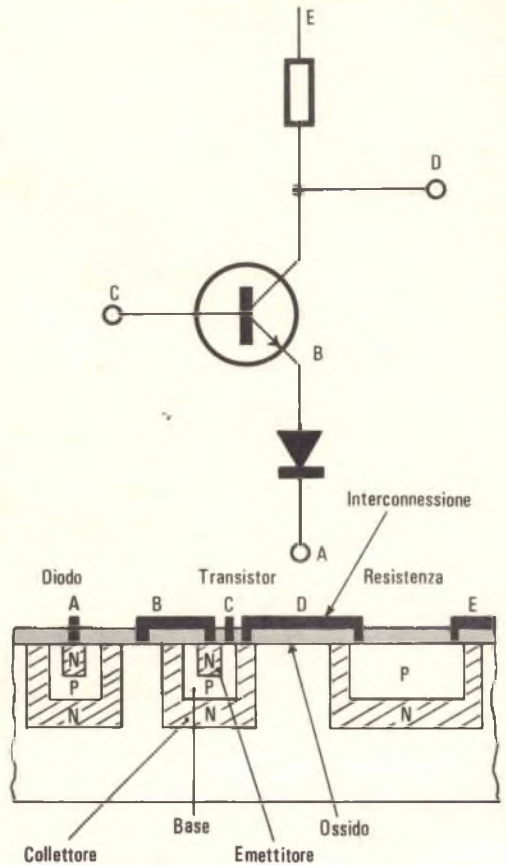 E
D
C
B
A
Interconnessione
Diodo Transistor Resistenza
A B C D E
N N
P P P
N N N
Base Ossido
Collettore Emettitore